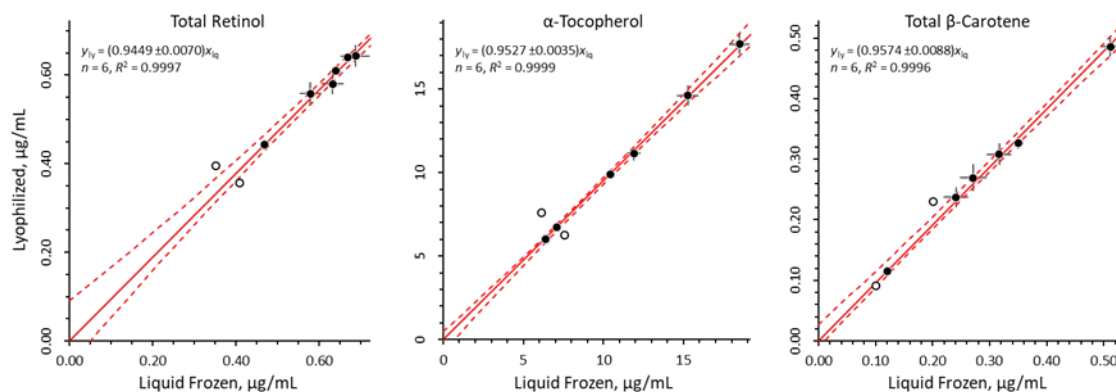 Total Retinol
y_ly = (0.9449 ±0.0070)x_lq
n = 6, R² = 0.9997
Lyophilized, µg/mL
0.60
0.40
0.20
0.00
0.00 0.20 0.40 0.60
Liquid Frozen, µg/mL
α-Tocopherol
y_ly = (0.9527 ±0.0035)x_lq
n = 6, R² = 0.9999
15
9
5
0
0 5 10 15
Liquid Frozen, µg/mL
Total β-Carotene
y_ly = (0.9574 ±0.0088)x_lq
n = 6, R² = 0.9996
0.50
0.40
0.30
0.20
0.10
0.00
0.00 0.10 0.20 0.30 0.40 0.50
Liquid Frozen, µg/mL